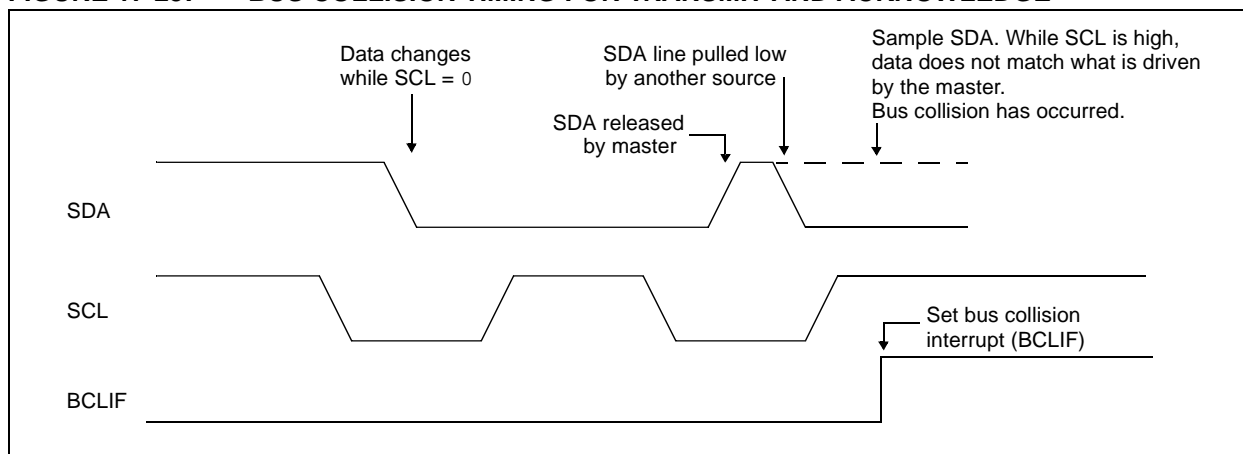 Data changes
while SCL = 0
SDA line pulled low
by another source
SDA released
by master
Sample SDA. While SCL is high,
data does not match what is driven
by the master.
Bus collision has occurred.
SDA
SCL
Set bus collision
interrupt (BCLIF)
BCLIF